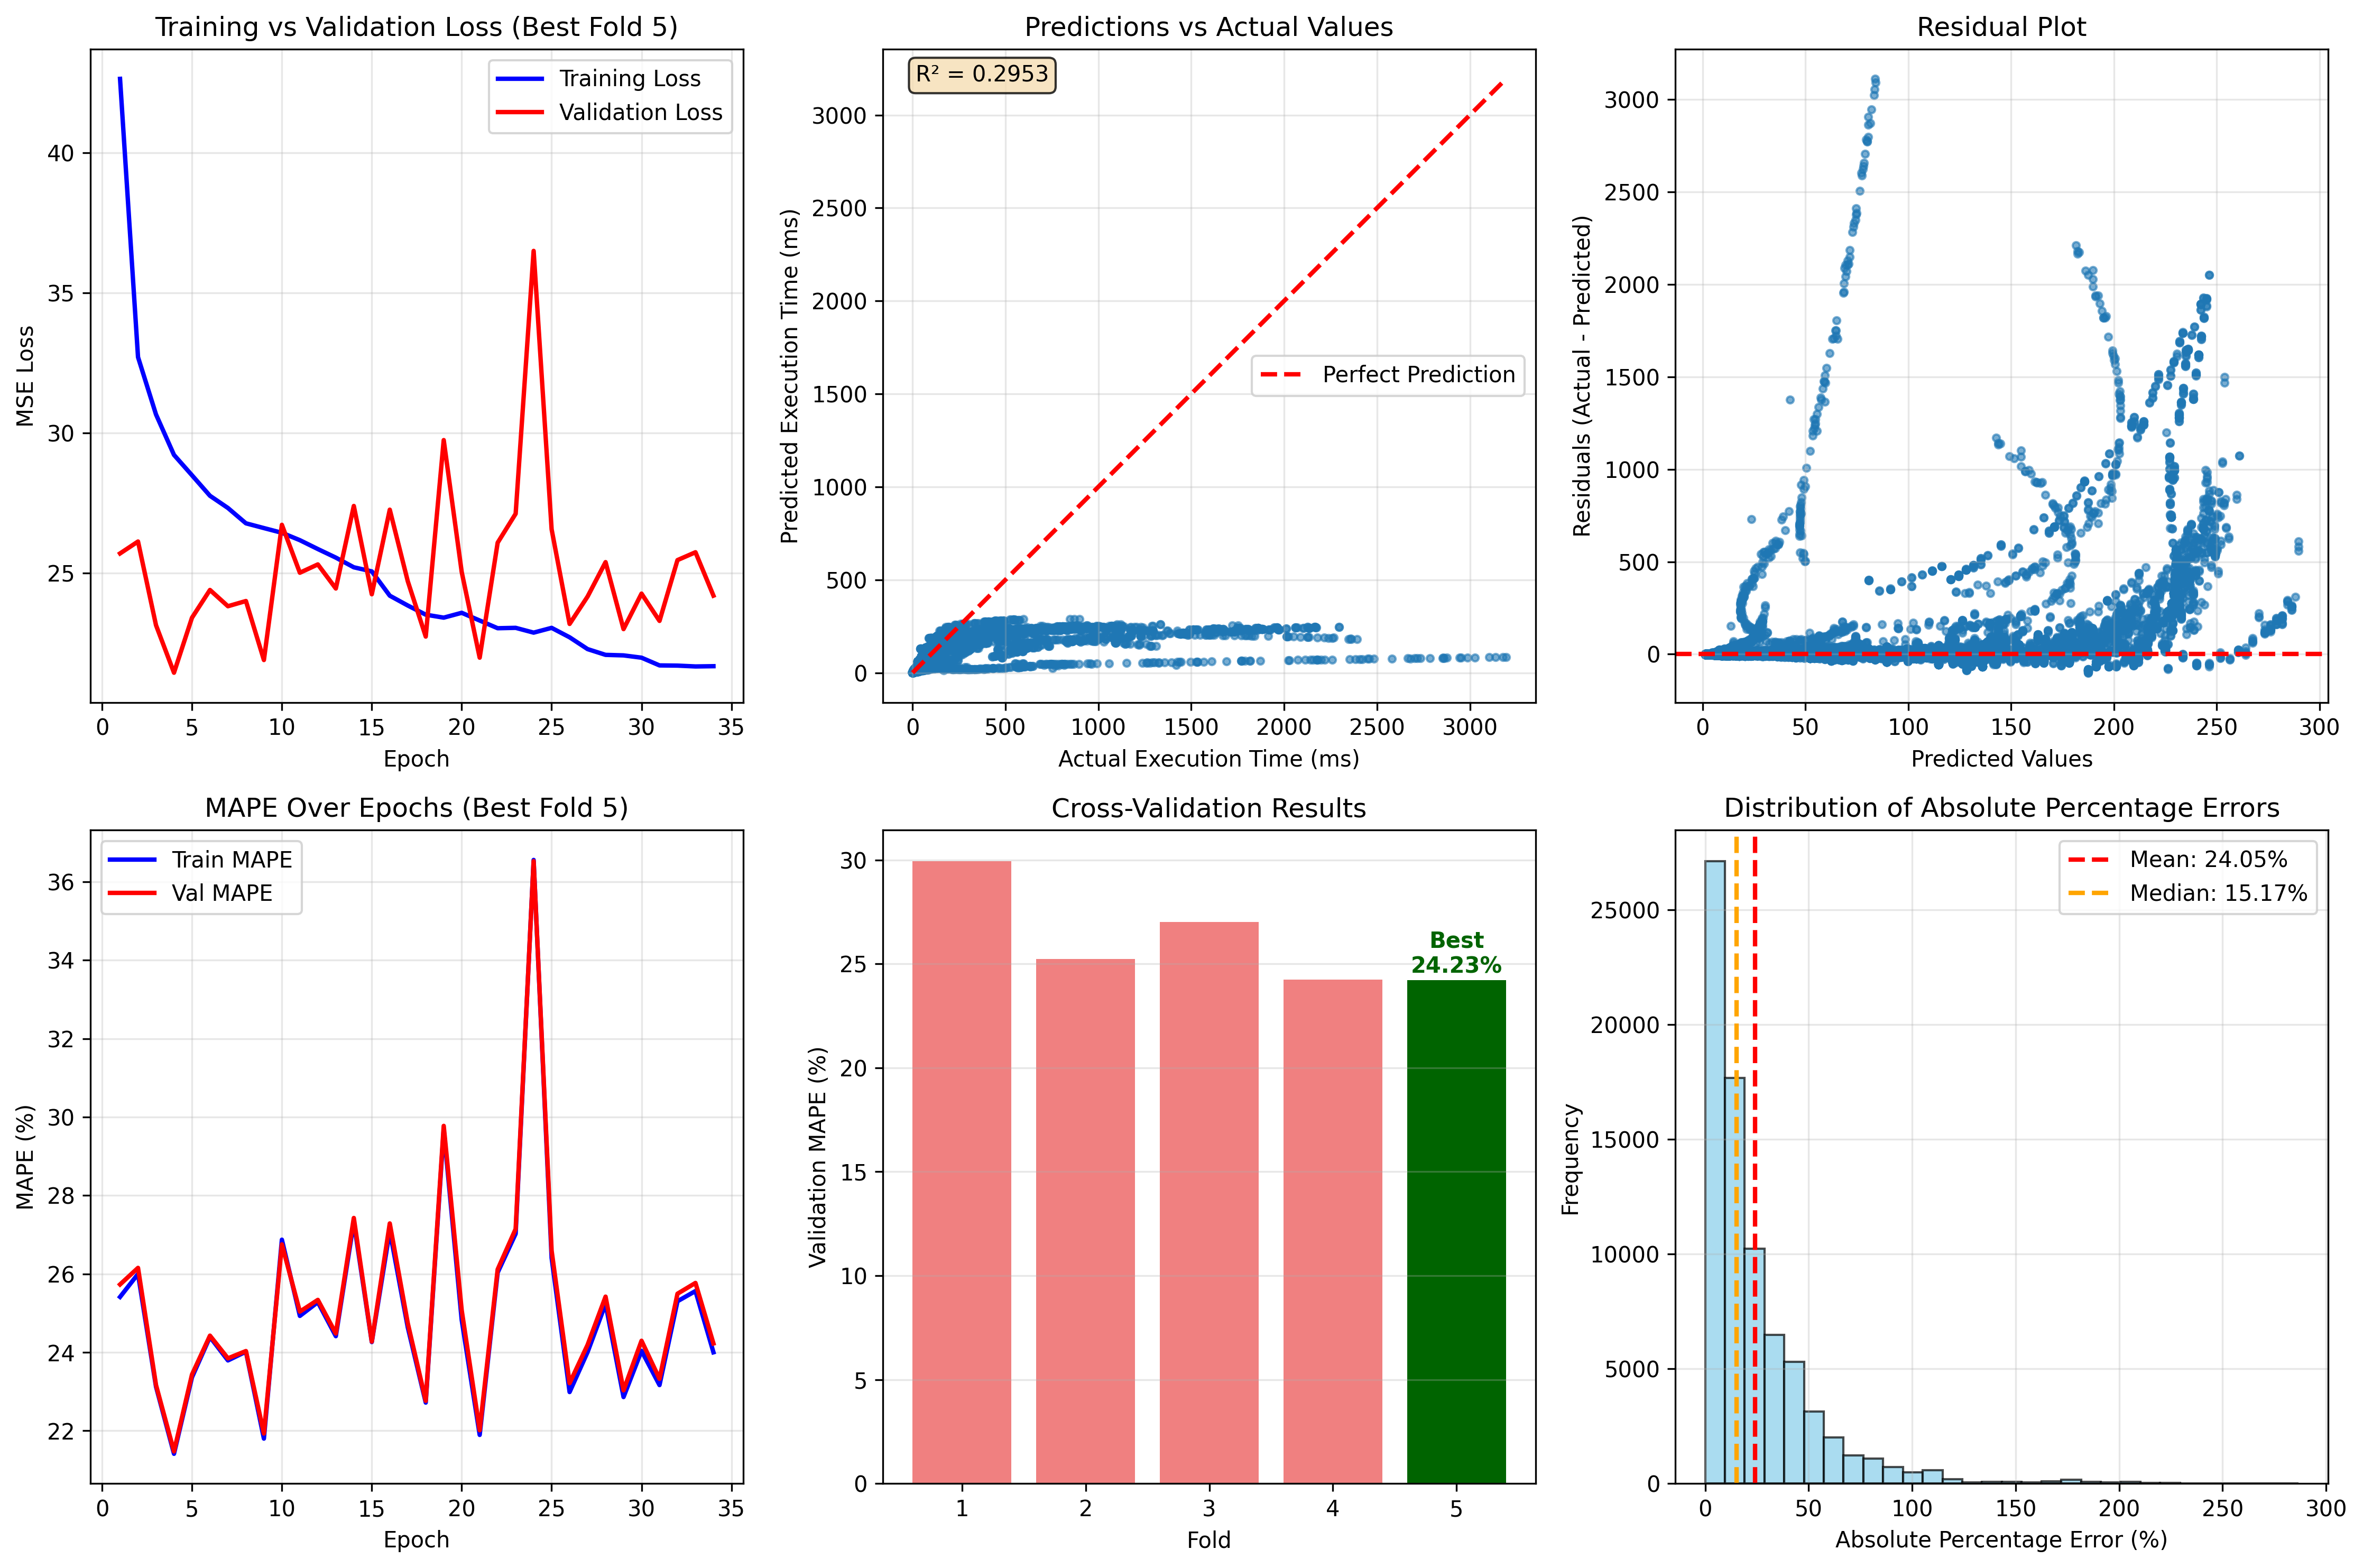 Training vs Validation Loss (Best Fold 5)
Training Loss
Validation Loss
MSE Loss
40
35
30
25
0 5 10 15 20 25 30 35
Epoch
Predictions vs Actual Values
R² = 0.2953
Perfect Prediction
Predicted Execution Time (ms)
3000
2500
2000
1500
1000
500
0
0 500 1000 1500 2000 2500 3000
Actual Execution Time (ms)
Residual Plot
Residuals (Actual - Predicted)
3000
2500
2000
1500
1000
500
0
0 50 100 150 200 250 300
Predicted Values
MAPE Over Epochs (Best Fold 5)
Train MAPE
Val MAPE
MAPE (%)
36
34
32
30
28
26
24
22
0 5 10 15 20 25 30 35
Epoch
Cross-Validation Results
Best
24.23%
Validation MAPE (%)
30
25
20
15
10
5
0
1 2 3 4 5
Fold
Distribution of Absolute Percentage Errors
Mean: 24.05%
Median: 15.17%
Frequency
25000
20000
15000
10000
5000
0
0 50 100 150 200 250 300
Absolute Percentage Error (%)